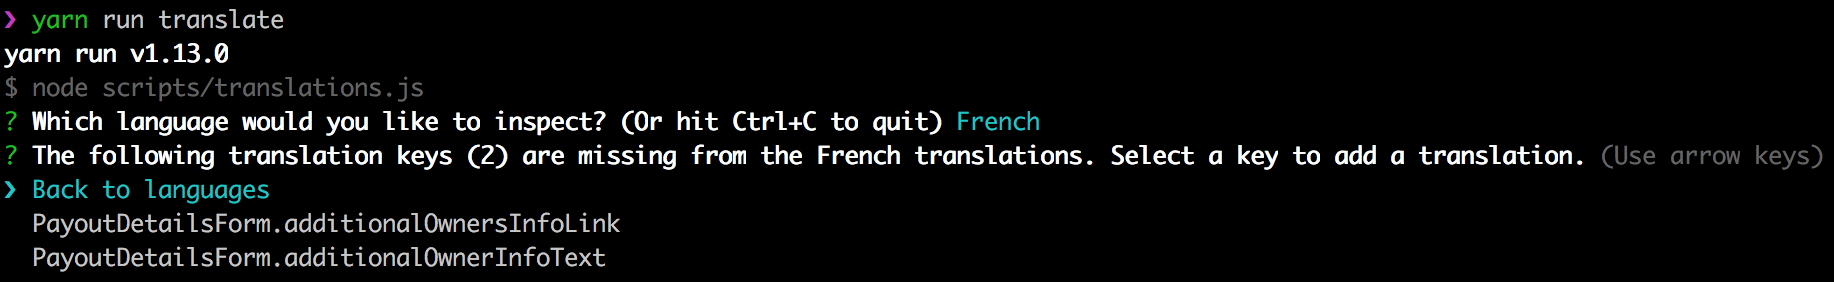 ❯ yarn run translate
yarn run v1.13.0
$ node scripts/translations.js
? Which language would you like to inspect? (Or hit Ctrl+C to quit) French
? The following translation keys (2) are missing from the French translations. Select a key to add a translation. (Use arrow keys)
❯ Back to languages
PayoutDetailsForm.additionalOwnersInfoLink
PayoutDetailsForm.additionalOwnerInfoText